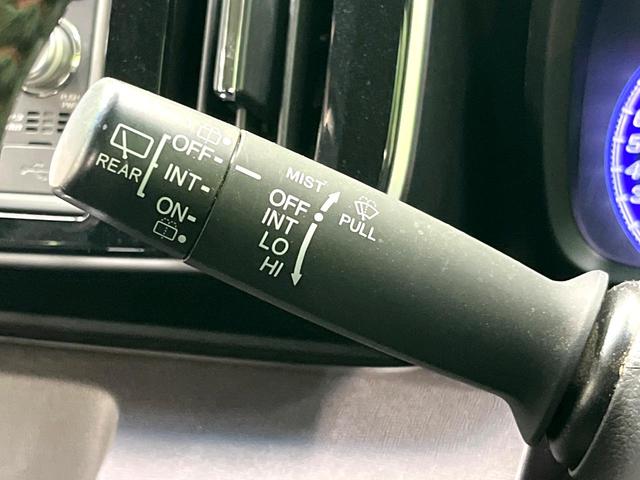 REAR
OFF
INT
ON
MIST
OFF
INT
LO
HI
PULL